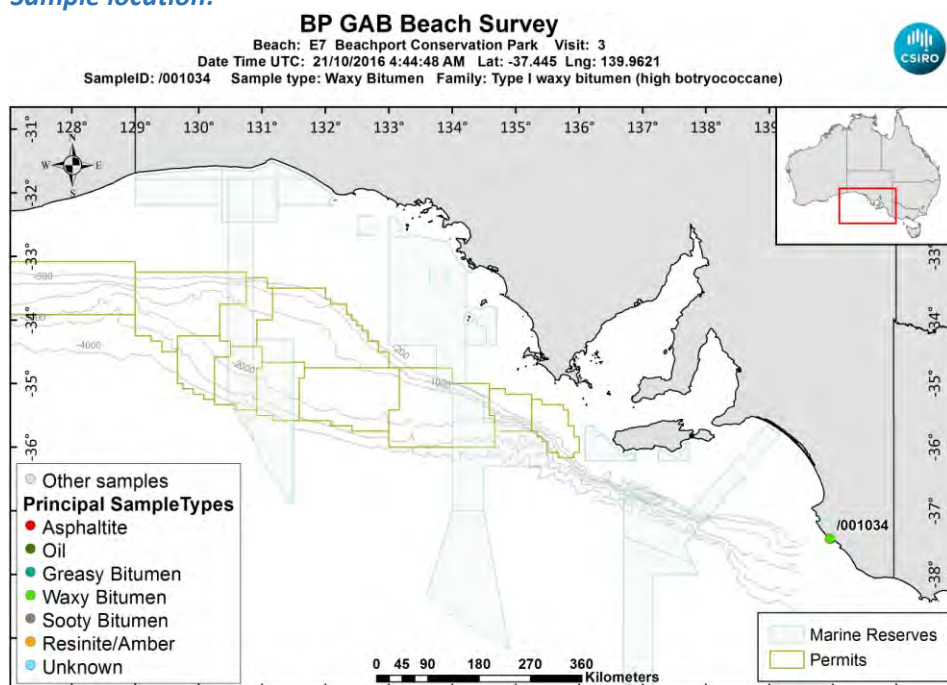 Sample location:
BP GAB Beach Survey
Beach: E7 Beachport Conservation Park Visit: 3
Date Time UTC: 21/10/2016 4:44:48 AM Lat: -37.445 Lng: 139.9621
SampleID: /001034 Sample type: Waxy Bitumen Family: Type I waxy bitumen (high botryococcane)
CSIRO
128° 129° 130° 131° 132° 133° 134° 135° 136° 137° 138° 139
N
W E
S
-31°
-32°
-33°
-34°
-35°
-36°
-4000
-2000
-200
-1000
-33°
-34°
-35°
-36°
-37°
-38°
/001034
Other samples
Principal SampleTypes
Asphaltite
Oil
Greasy Bitumen
Waxy Bitumen
Sooty Bitumen
Resinite/Amber
Unknown
0 45 90 180 270 360
Kilometers
Marine Reserves
Permits